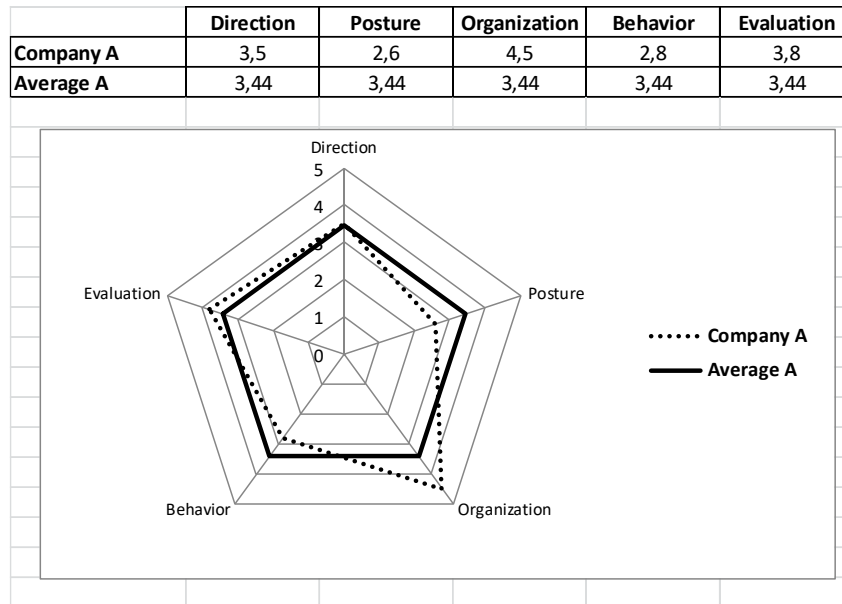 Direction Posture Organization Behavior Evaluation
Company A 3,5 2,6 4,5 2,8 3,8
Average A 3,44 3,44 3,44 3,44 3,44
Direction
5
4
3
2
1
0
Evaluation
Posture
Company A
Average A
Behavior
Organization